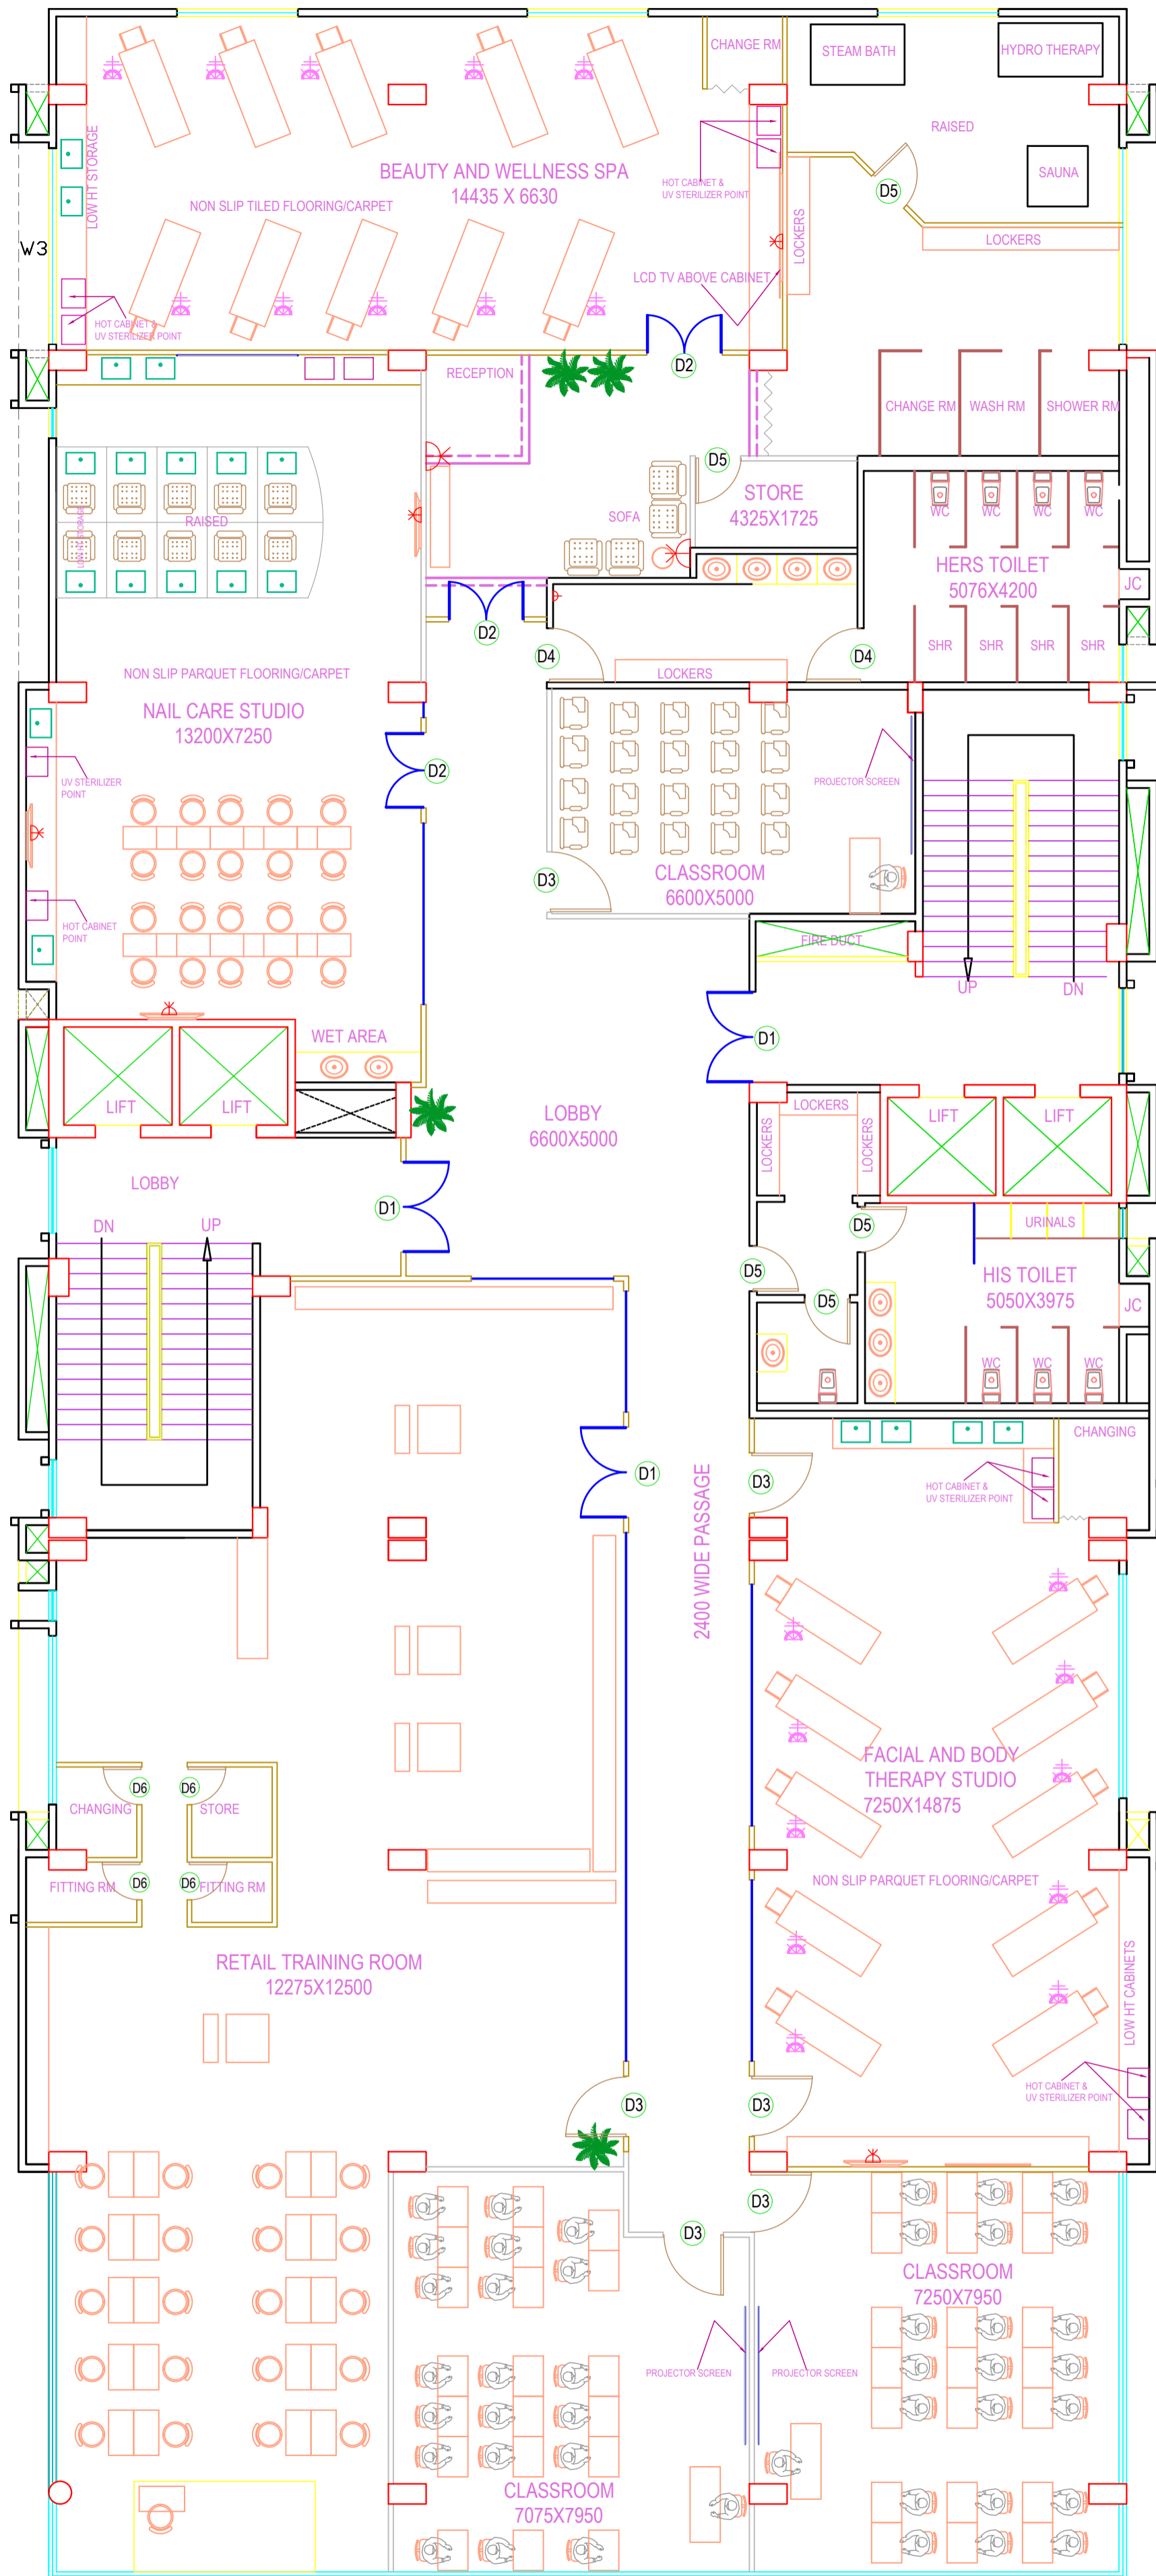 CHANGE RM
STEAM BATH
HYDRO THERAPY
RAISED
LOW HT STORAGE
BEAUTY AND WELLNESS SPA
14435 X 6630
HOT CABINET &
UV STERILIZER POINT
SAUNA
D5
NON SLIP TILED FLOORING/CARPET
LOCKERS
LOCKERS
W3
LCD TV ABOVE CABINET
HOT CABINET &
UV STERILIZER POINT
D2
RECEPTION
CHANGE RM
WASH RM
SHOWER RM
D5
STORE
4325X1725
SOFA
RAISED
LOW HT STORAGE
WC
WC
WC
WC
HERS TOILET
5076X4200
JC
D2
D4
D4
SHR
SHR
SHR
SHR
NON SLIP PARQUET FLOORING/CARPET
LOCKERS
NAIL CARE STUDIO
13200X7250
D2
UV STERILIZER
POINT
PROJECTOR SCREEN
CLASSROOM
6600X5000
D3
HOT CABINET
POINT
FIRE DUCT
UP
DN
WET AREA
D1
LIFT
LIFT
LOBBY
6600X5000
LOCKERS
LOCKERS
LOCKERS
LIFT
LIFT
LOBBY
DN
UP
D1
D5
URINALS
D5
D5
HIS TOILET
5050X3975
JC
WC
WC
WC
CHANGING
D1
D3
HOT CABINET &
UV STERILIZER POINT
2400 WIDE PASSAGE
FACIAL AND BODY
THERAPY STUDIO
7250X14875
D6
D6
CHANGING
STORE
D6
D6
FITTING RM
FITTING RM
NON SLIP PARQUET FLOORING/CARPET
RETAIL TRAINING ROOM
12275X12500
LOW HT CABINETS
HOT CABINET &
UV STERILIZER POINT
D3
D3
D3
D3
CLASSROOM
7250X7950
PROJECTOR SCREEN
PROJECTOR SCREEN
CLASSROOM
7075X7950